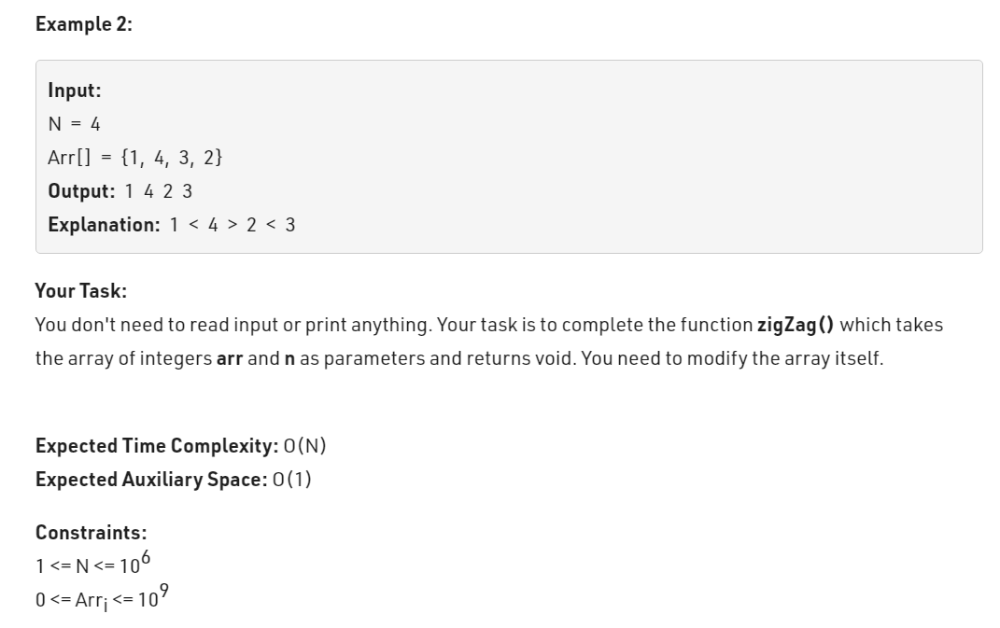 Example 2:
Input:
N = 4
Arr[] = {1, 4, 3, 2}
Output: 1 4 2 3
Explanation: 1 < 4 > 2 < 3
Your Task:
You don't need to read input or print anything. Your task is to complete the function zigZag() which takes
the array of integers arr and n as parameters and returns void. You need to modify the array itself.
Expected Time Complexity: O(N)
Expected Auxiliary Space: O(1)
Constraints:
1 <= N <= 10^6
0 <= Arr_i <= 10^9